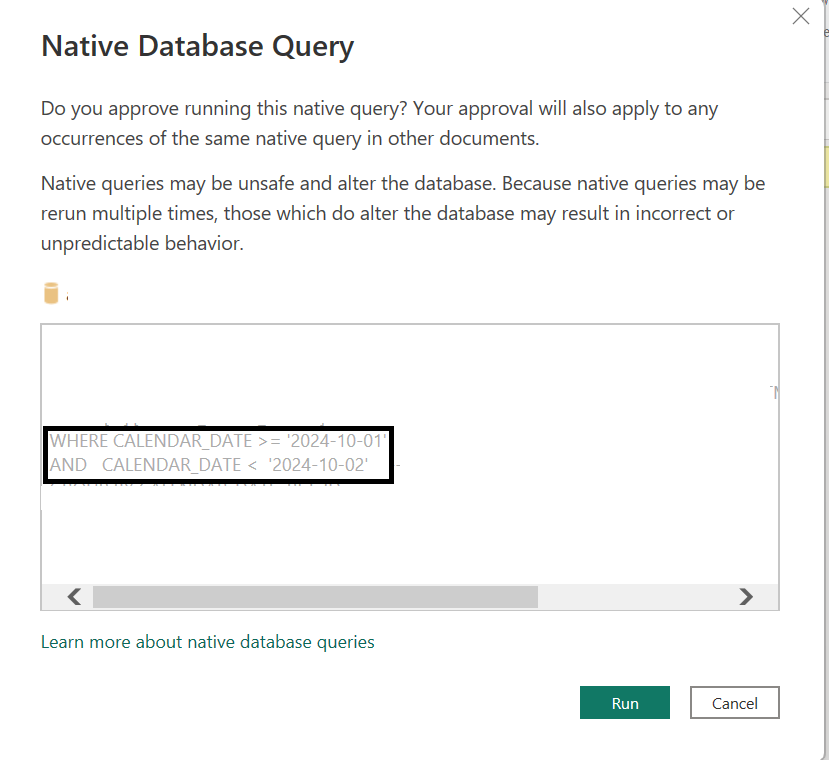 Native Database Query
Do you approve running this native query? Your approval will also apply to any
occurrences of the same native query in other documents.
Native queries may be unsafe and alter the database. Because native queries may be
rerun multiple times, those which do alter the database may result in incorrect or
unpredictable behavior.
WHERE CALENDAR_DATE >= '2024-10-01'
AND CALENDAR_DATE < '2024-10-02'
Learn more about native database queries
Run
Cancel